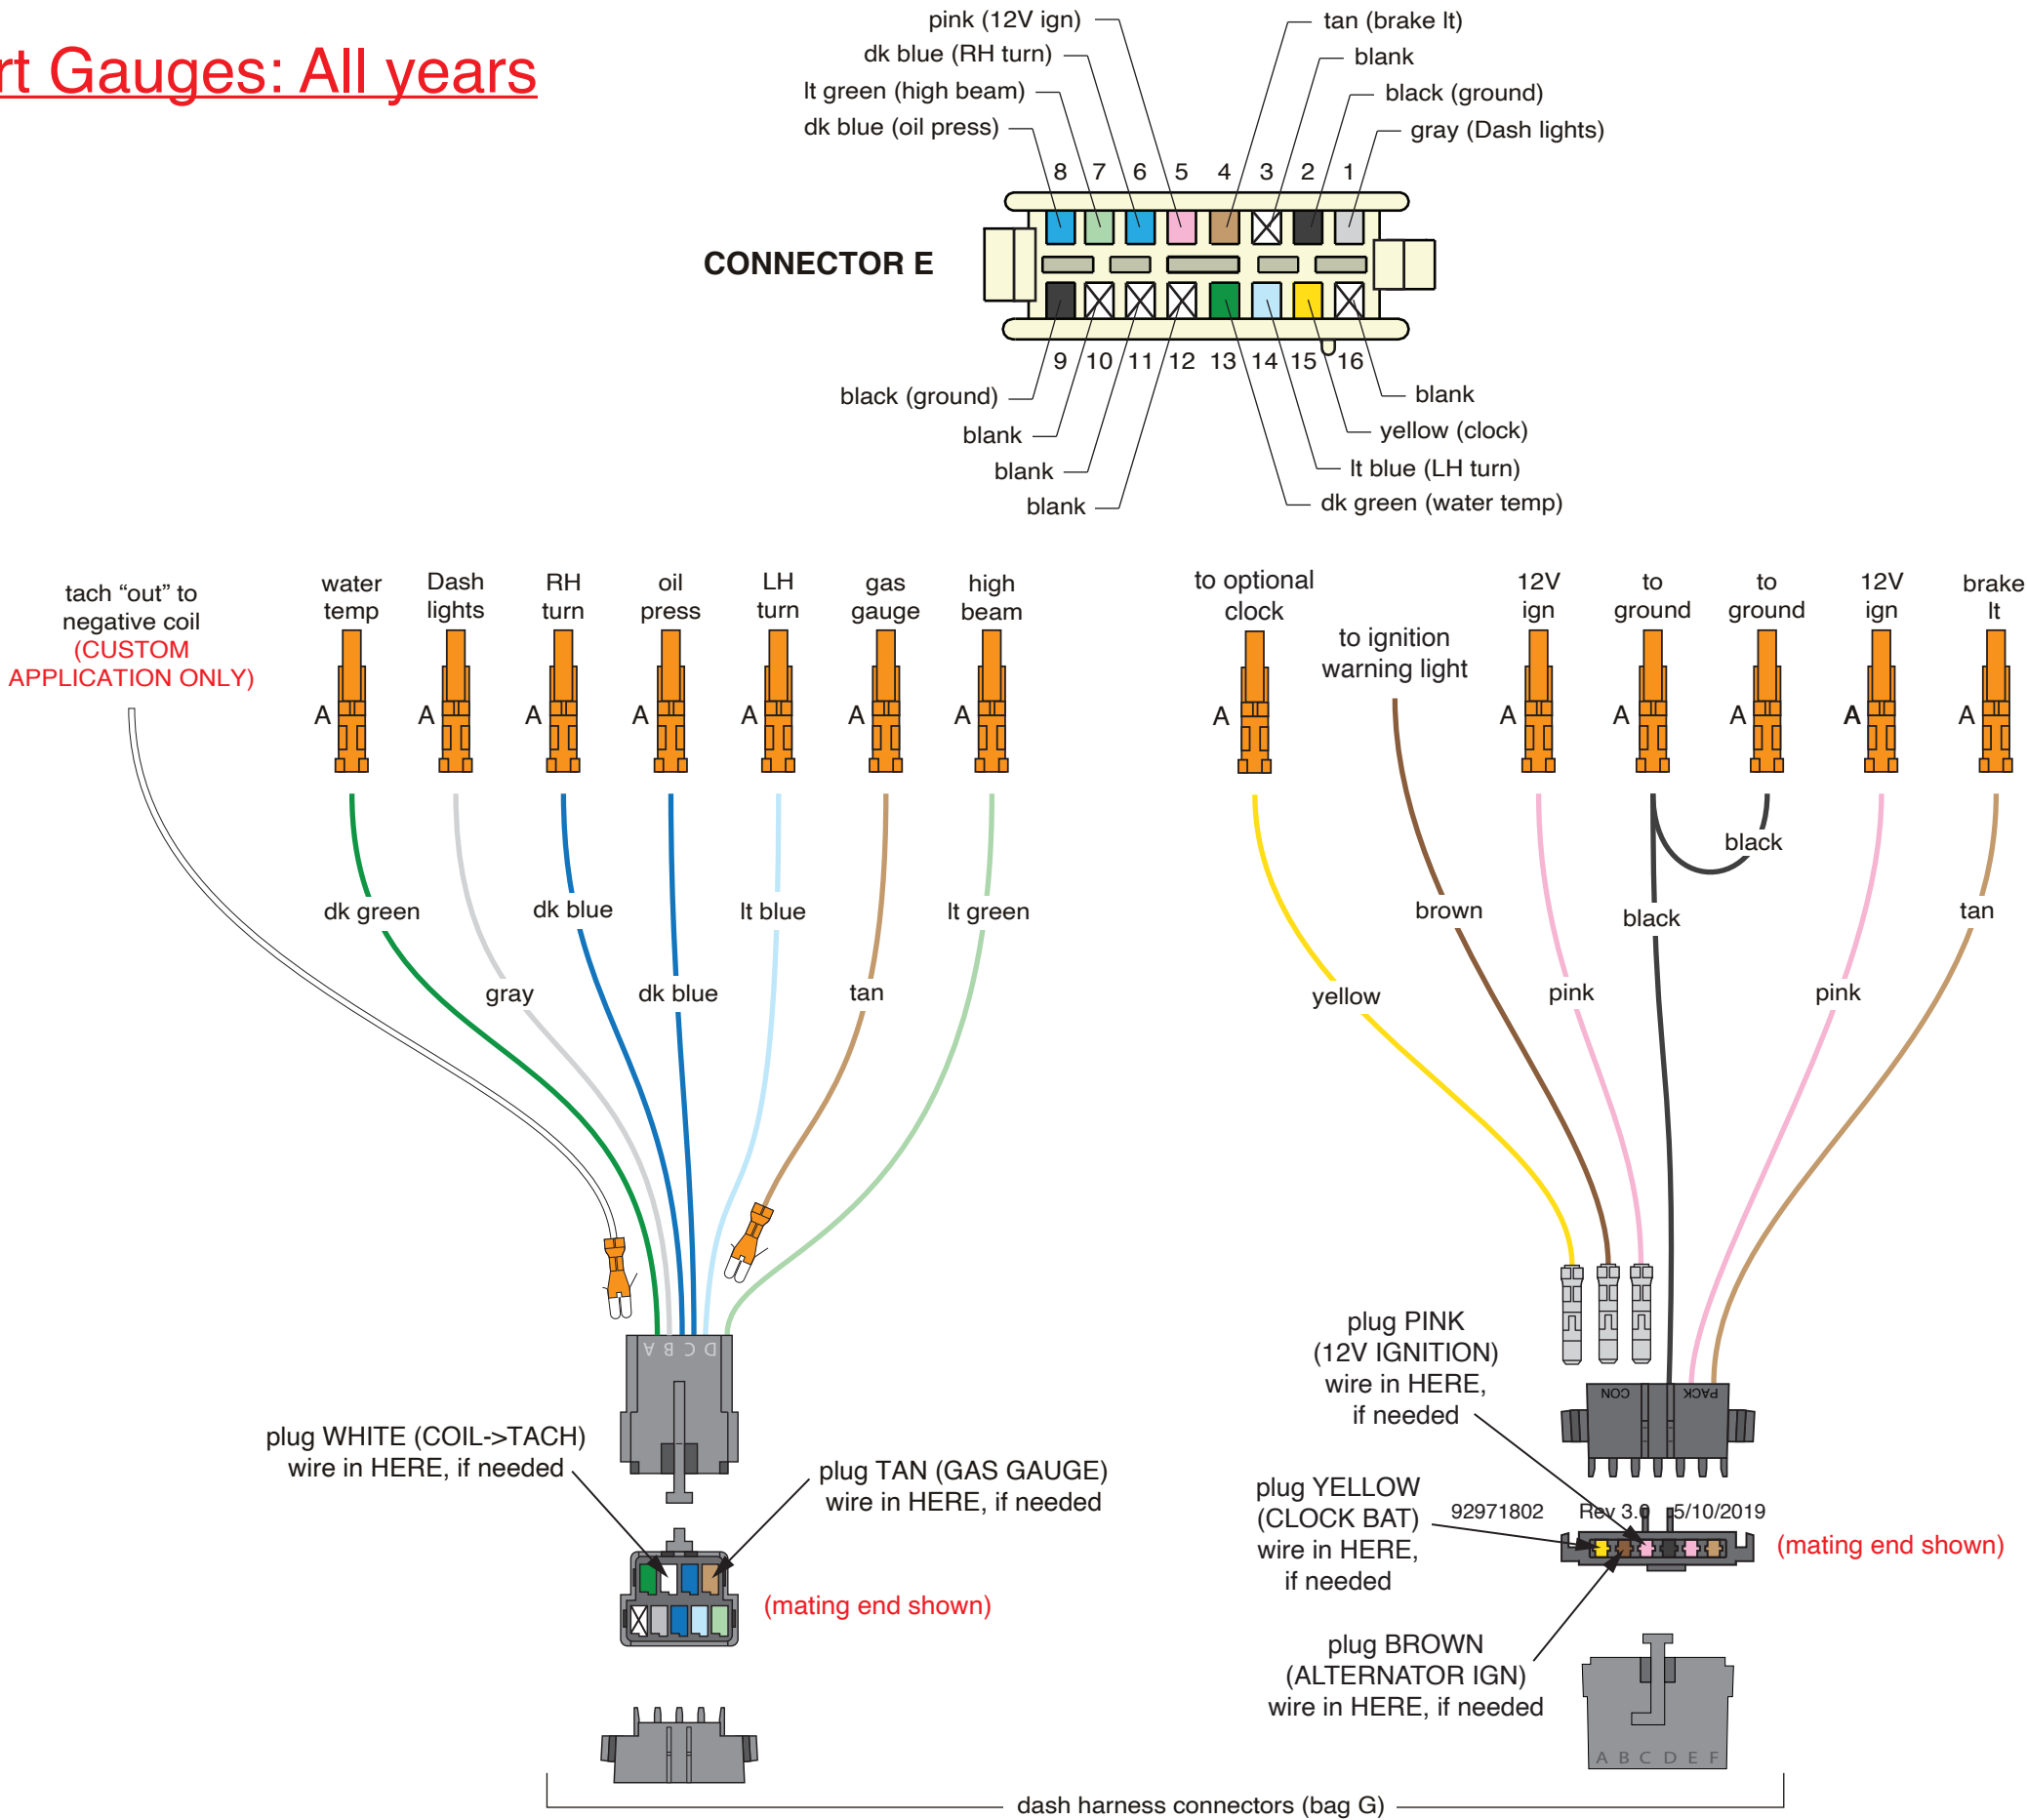 rt Gauges: All years
pink (12V ign)
dk blue (RH turn)
lt green (high beam)
dk blue (oil press)
tan (brake lt)
blank
black (ground)
gray (Dash lights)
8 7 6 5 4 3 2 1
CONNECTOR E
9 10 11 12 13 14 15 16
black (ground)
blank
blank
blank
blank
yellow (clock)
lt blue (LH turn)
dk green (water temp)
tach “out” to
negative coil
(CUSTOM
APPLICATION ONLY)
water
temp
Dash
lights
RH
turn
oil
press
LH
turn
gas
gauge
high
beam
to optional
clock
to ignition
warning light
12V
ign
to
ground
to
ground
12V
ign
brake
lt
A A A A A A A A A A A A A
black
dk green
dk blue
lt blue
lt green
brown
black
tan
gray
dk blue
tan
yellow
pink
pink
A B C D
plug PINK
(12V IGNITION)
wire in HERE,
if needed
CON PACK
plug WHITE (COIL->TACH)
wire in HERE, if needed
plug TAN (GAS GAUGE)
wire in HERE, if needed
plug YELLOW
(CLOCK BAT)
wire in HERE,
if needed
92971802 Rev 3.0 5/10/2019
(mating end shown)
(mating end shown)
plug BROWN
(ALTERNATOR IGN)
wire in HERE, if needed
A B C D E F
dash harness connectors (bag G)